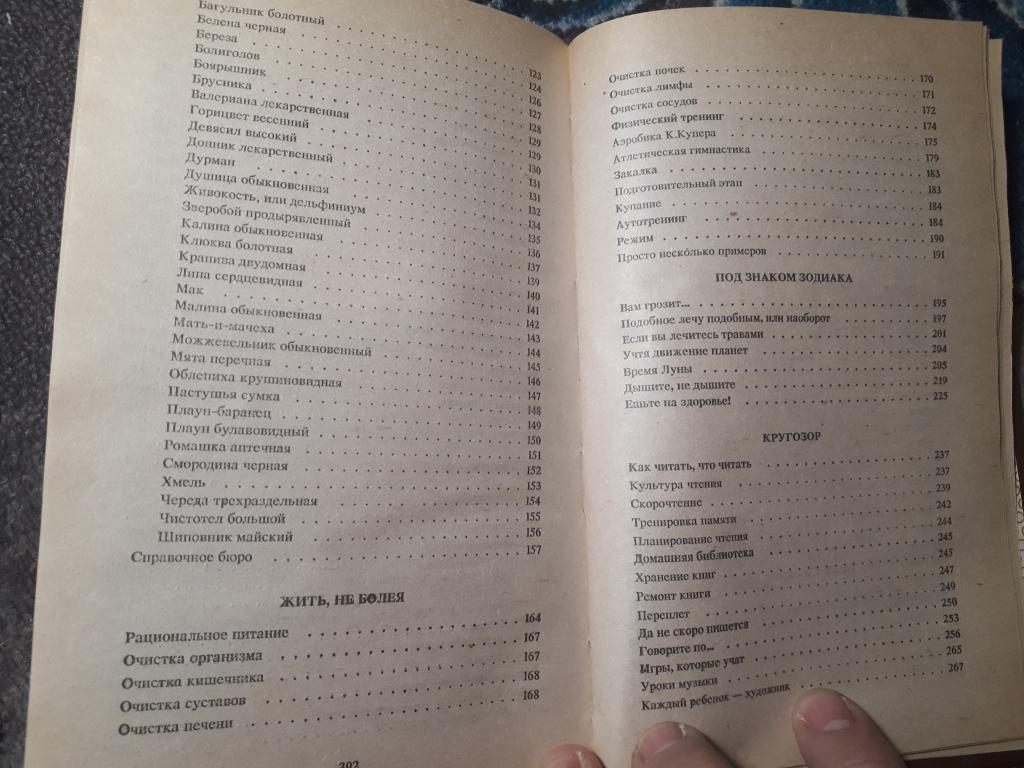 Багульник болотный 123
Белена черная 124
Береза 126
Болиголов 127
Боярышник 128
Брусника 129
Валериана лекарственная 129
Горицвет весенний 130
Девясил высокий 131
Донник лекарственный 131
Дурман 132
Душица обыкновенная 134
Живокость, или дельфиниум 135
Зверобой продырявленный 136
Калина обыкновенная 137
Клюква болотная 139
Крапива двудомная 140
Липа сердцевидная 141
Мак 142
Малина обыкновенная 143
Мать-и-мачеха 144
Можжевельник обыкновенный 145
Мята перечная 146
Облепиха крушиновидная 147
Пастушья сумка 148
Плаун-баранец 149
Плаун булавовидный 150
Ромашка аптечная 151
Смородина черная 152
Хмель 153
Череда трехраздельная 154
Чистотел большой 155
Шиповник майский 156
Справочное бюро 157
ЖИТЬ, НЕ БОЛЕЯ
Рациональное питание 164
Очистка организма 167
Очистка кишечника 167
Очистка суставов 168
Очистка печени 168
Очистка почек 170
Очистка лимфы 171
Очистка сосудов 172
Физический тренинг 174
Аэробика К.Купера 175
Атлетическая гимнастика 179
Закалка 183
Подготовительный этап 183
Купание 184
Аутотренинг 184
Режим 190
Просто несколько примеров 191
ПОД ЗНАКОМ ЗОДИАКА
Вам грозит... 195
Подобное лечу подобным, или наоборот 197
Если вы лечитесь травами 201
Учтя движение планет 204
Время Луны 205
Дышите, не дышите 219
Ешьте на здоровье! 225
КРУГОЗОР
Как читать, что читать 237
Культура чтения 237
Скорочтение 239
Тренировка памяти 242
Планирование чтения 244
Домашняя библиотека 245
Хранение книг 245
Ремонт книги 247
Переплет 249
Да не скоро пишется 250
Говорите по... 253
Игры, которые учат 256
Уроки музыки 265
Каждый ребенок — художник 267